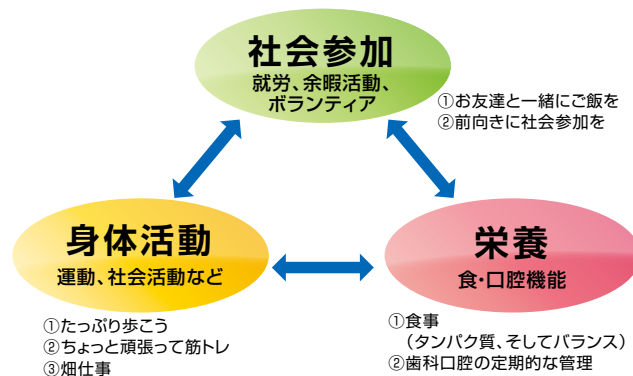 社会参加
就労、余暇活動、
ボランティア
①お友達と一緒にご飯を
②前向きに社会参加を
身体活動
運動、社会活動など
①たっぷり歩こう
②ちょっと頑張って筋トレ
③畑仕事
栄養
食・口腔機能
①食事
（タンパク質、そしてバランス）
②歯科口腔の定期的な管理